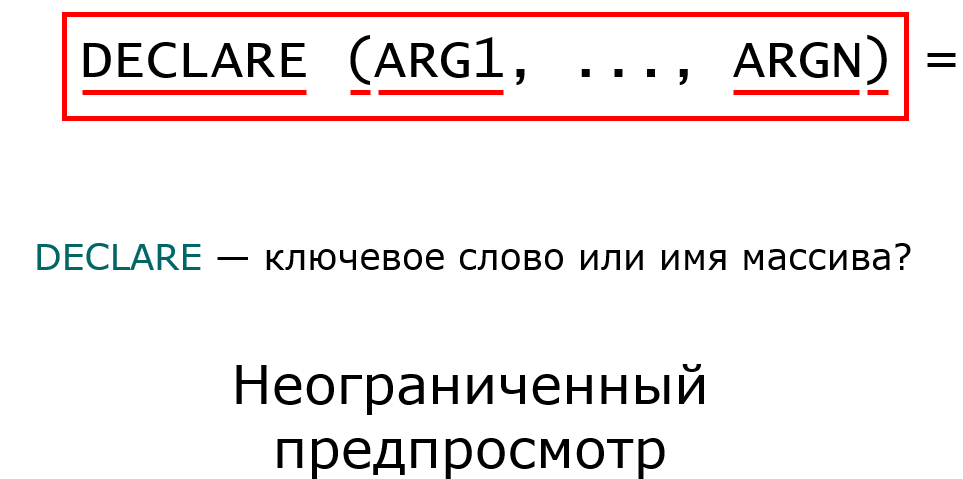 DECLARE (ARG1, ..., ARGN) =
DECLARE — ключевое слово или имя массива?
Неограниченный
предпросмотр